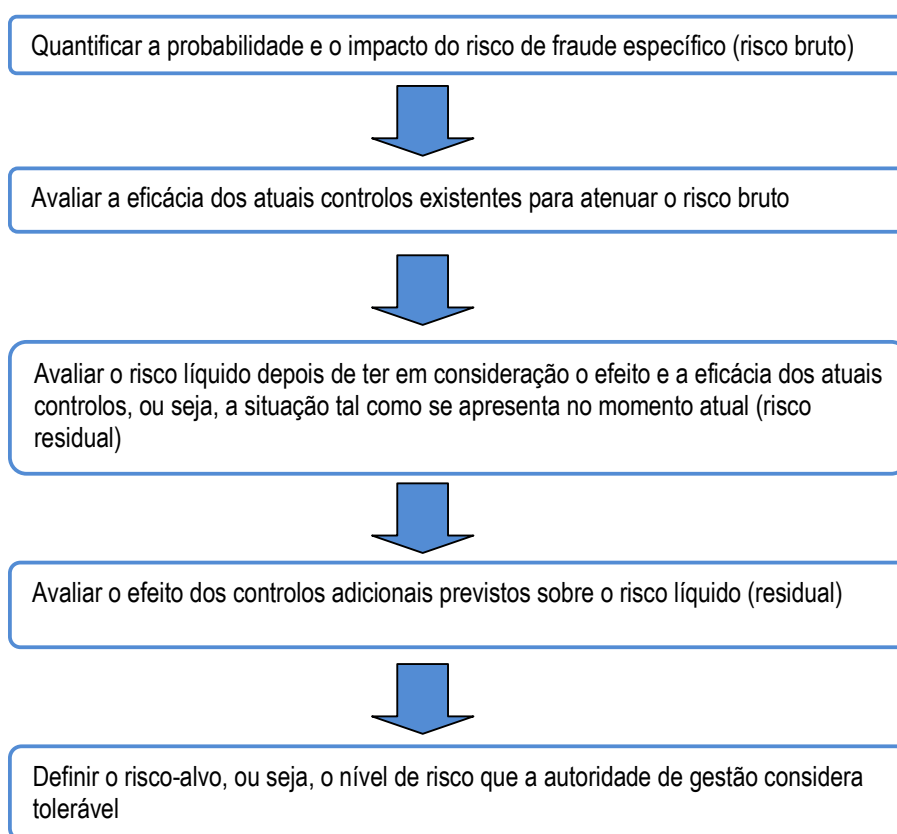 Quantificar a probabilidade e o impacto do risco de fraude específico (risco bruto)
Avaliar a eficácia dos atuais controlos existentes para atenuar o risco bruto
Avaliar o risco líquido depois de ter em consideração o efeito e a eficácia dos atuais
controlos, ou seja, a situação tal como se apresenta no momento atual (risco
residual)
Avaliar o efeito dos controlos adicionais previstos sobre o risco líquido (residual)
Definir o risco-alvo, ou seja, o nível de risco que a autoridade de gestão considera
tolerável